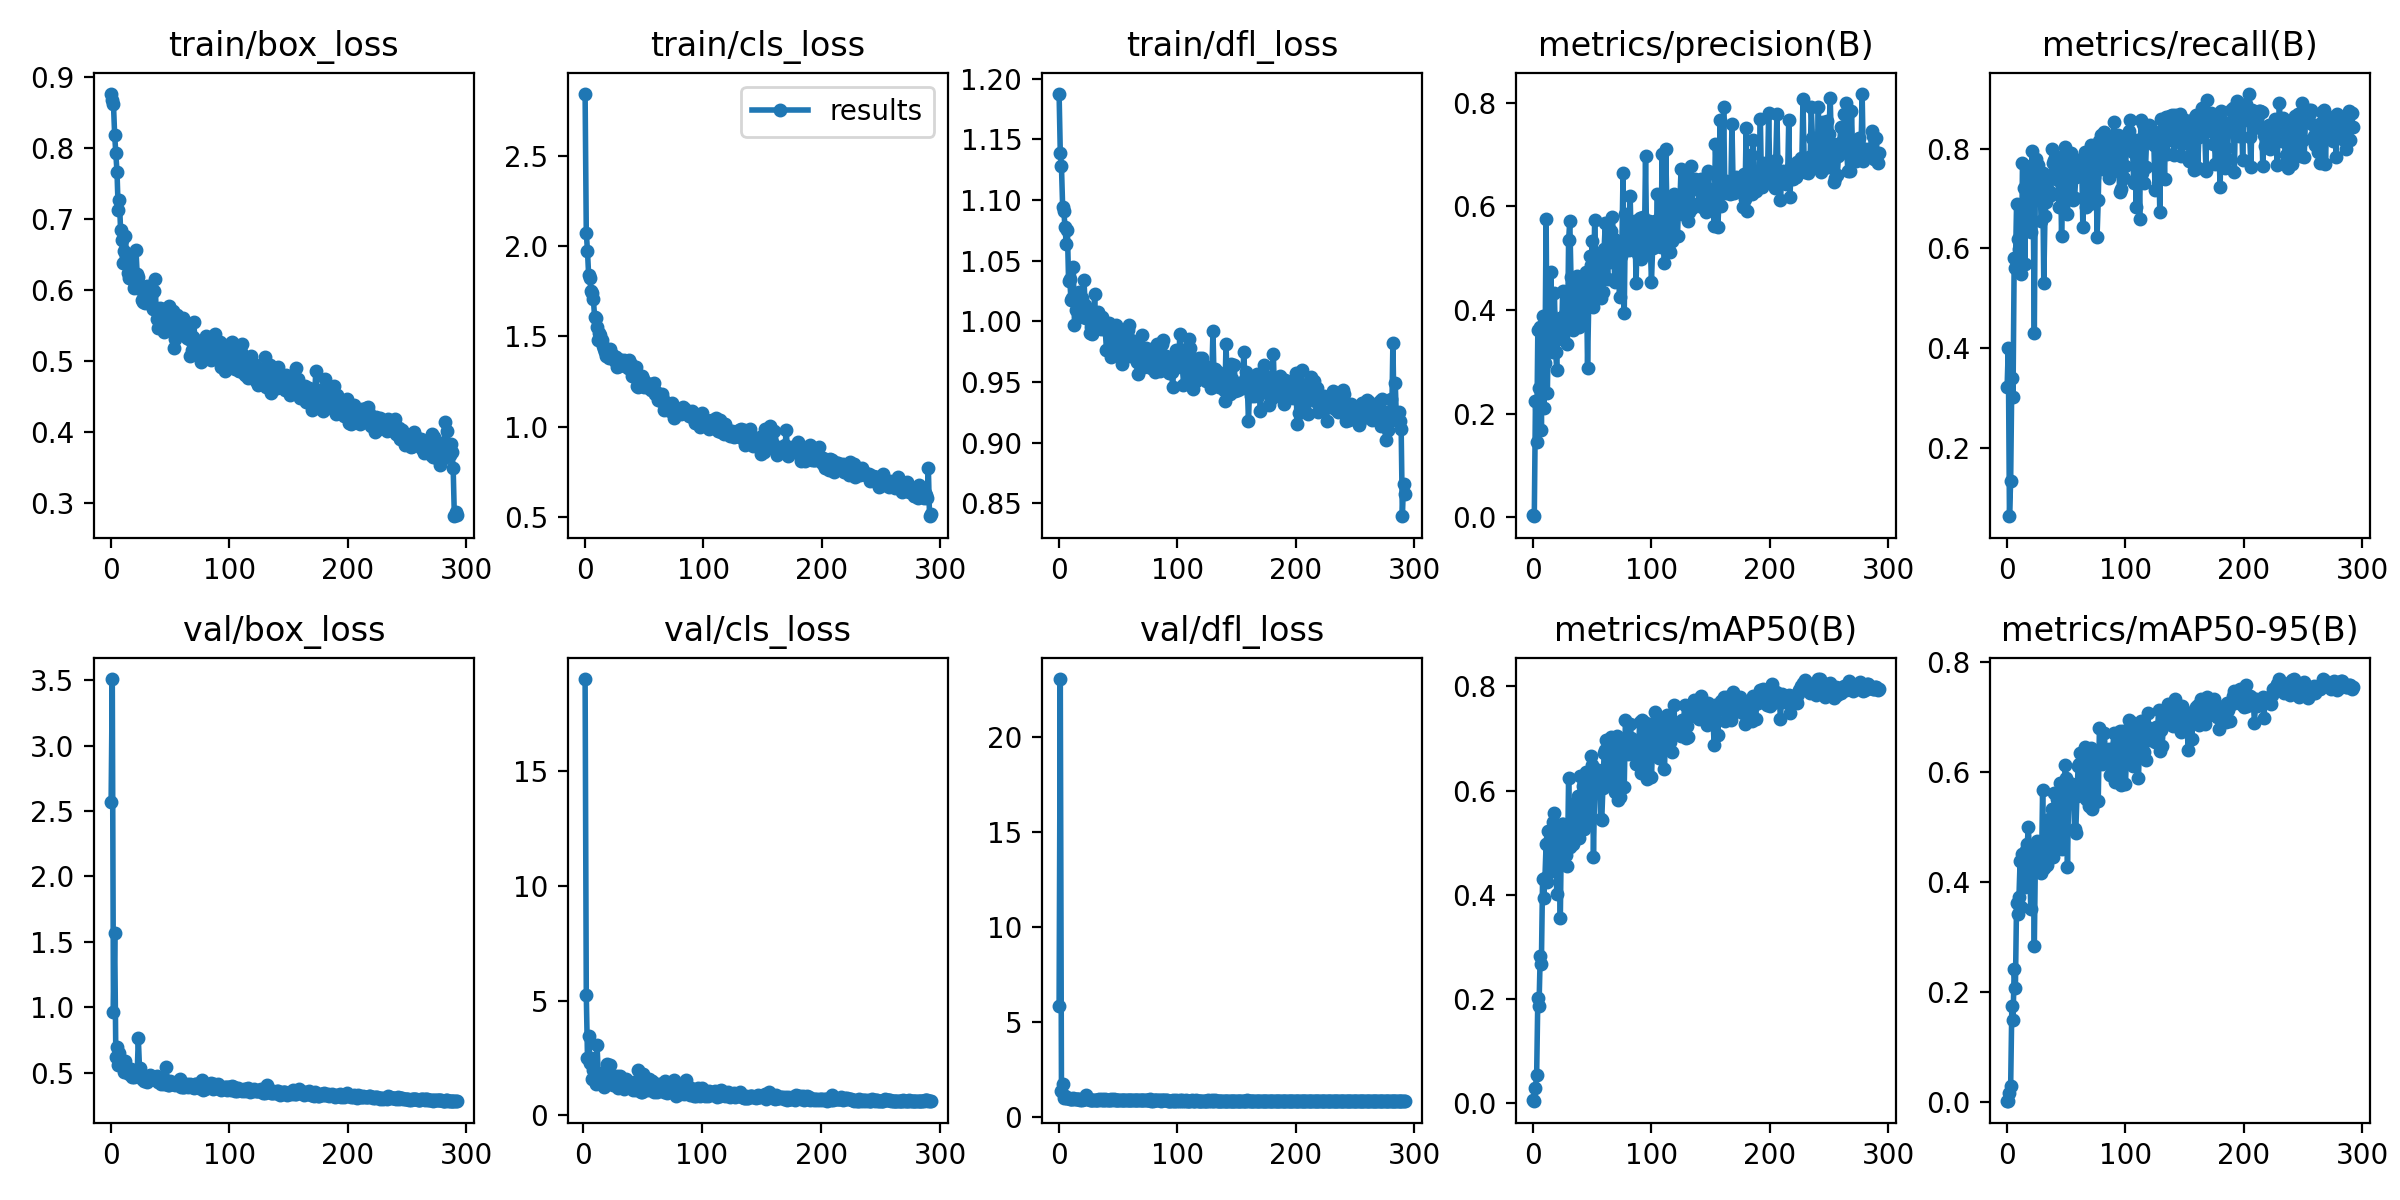 train/box_loss
0.9
0.8
0.7
0.6
0.5
0.4
0.3
0 100 200 300
train/cls_loss
results
2.5
2.0
1.5
1.0
0.5
0 100 200 300
train/dfl_loss
1.20
1.15
1.10
1.05
1.00
0.95
0.90
0.85
0 100 200 300
metrics/precision(B)
0.8
0.6
0.4
0.2
0.0
0 100 200 300
metrics/recall(B)
0.8
0.6
0.4
0.2
0 100 200 300
val/box_loss
3.5
3.0
2.5
2.0
1.5
1.0
0.5
0 100 200 300
val/cls_loss
15
10
5
0
0 100 200 300
val/dfl_loss
20
15
10
5
0
0 100 200 300
metrics/mAP50(B)
0.8
0.6
0.4
0.2
0.0
0 100 200 300
metrics/mAP50-95(B)
0.8
0.6
0.4
0.2
0.0
0 100 200 300